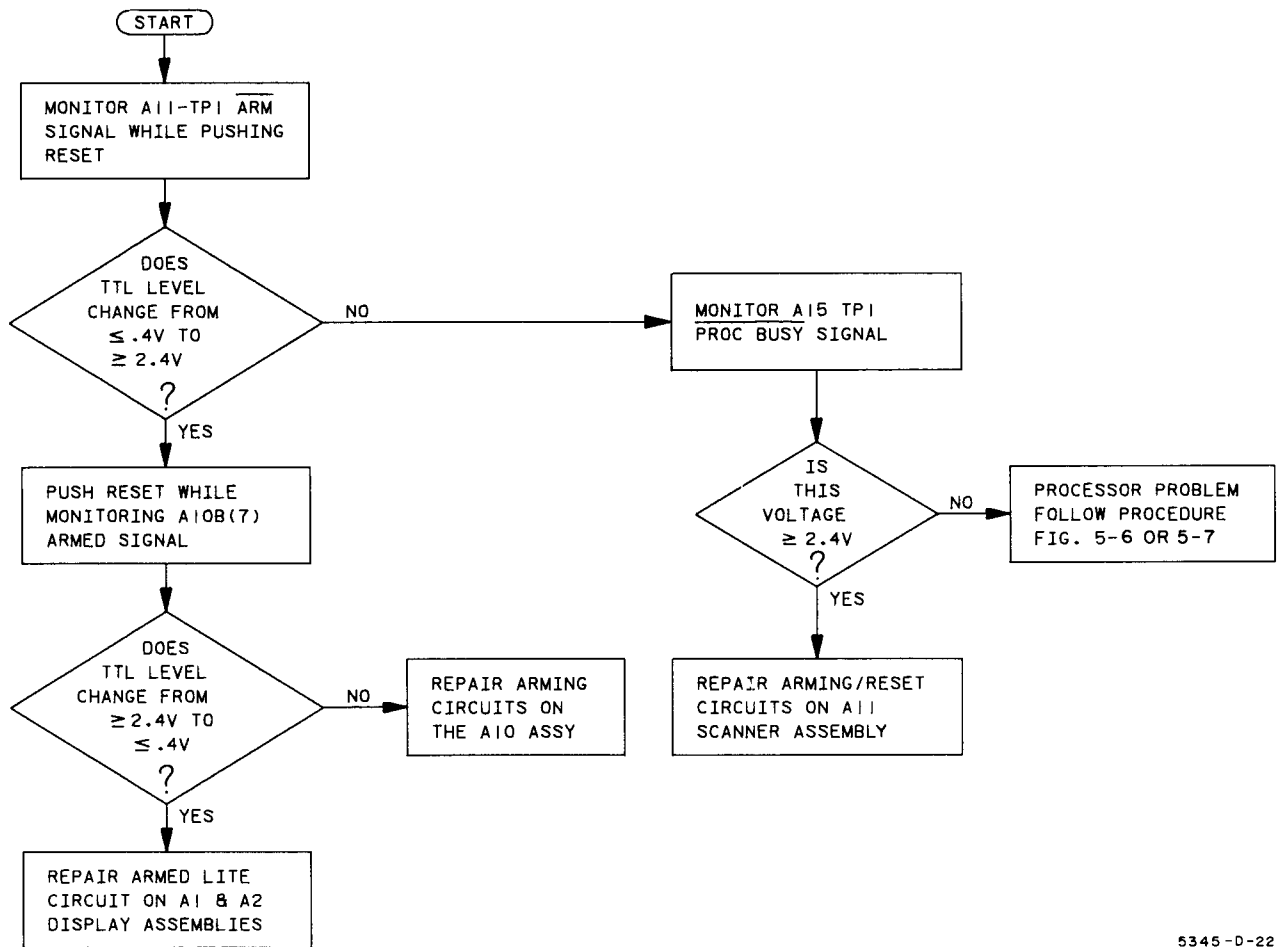 START
MONITOR A11-TP1 ARM
SIGNAL WHILE PUSHING
RESET
DOES
TTL LEVEL
CHANGE FROM
≤ .4V TO
≥ 2.4V
?
NO
YES
MONITOR A15 TP1
PROC BUSY SIGNAL
IS
THIS
VOLTAGE
≥ 2.4V
?
NO
YES
PROCESSOR PROBLEM
FOLLOW PROCEDURE
FIG. 5-6 OR 5-7
REPAIR ARMING/RESET
CIRCUITS ON A11
SCANNER ASSEMBLY
PUSH RESET WHILE
MONITORING A10B(7)
ARMED SIGNAL
DOES
TTL LEVEL
CHANGE FROM
≥ 2.4V TO
≤ .4V
?
NO
YES
REPAIR ARMING
CIRCUITS ON
THE A10 ASSY
REPAIR ARMED LITE
CIRCUIT ON A1 & A2
DISPLAY ASSEMBLIES
5345-D-22